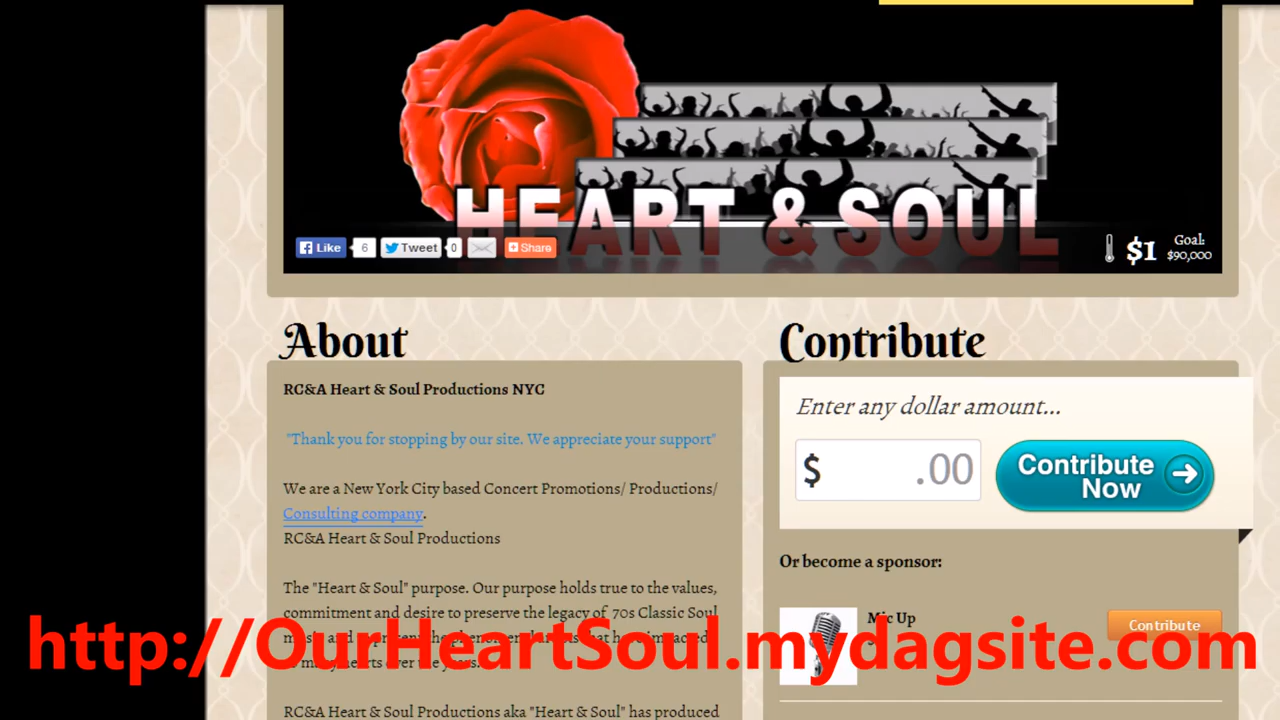 HEART & SOUL
Like 6 Tweet 0 Share
$1 Goal: $90,000
About
RC&A Heart & Soul Productions NYC
"Thank you for stopping by our site. We appreciate your support"
We are a New York City based Concert Promotions/ Productions/
Consulting company.
RC&A Heart & Soul Productions
The "Heart & Soul" purpose. Our purpose holds true to the values,
commitment and desire to preserve the legacy of 70s Classic Soul
over the years.
RC&A Heart & Soul Productions aka "Heart & Soul" has produced
Contribute
Enter any dollar amount...
$ .00
Contribute Now
Or become a sponsor:
Mic Up
Contribute
http://OurHeartSoul.mydagsite.com